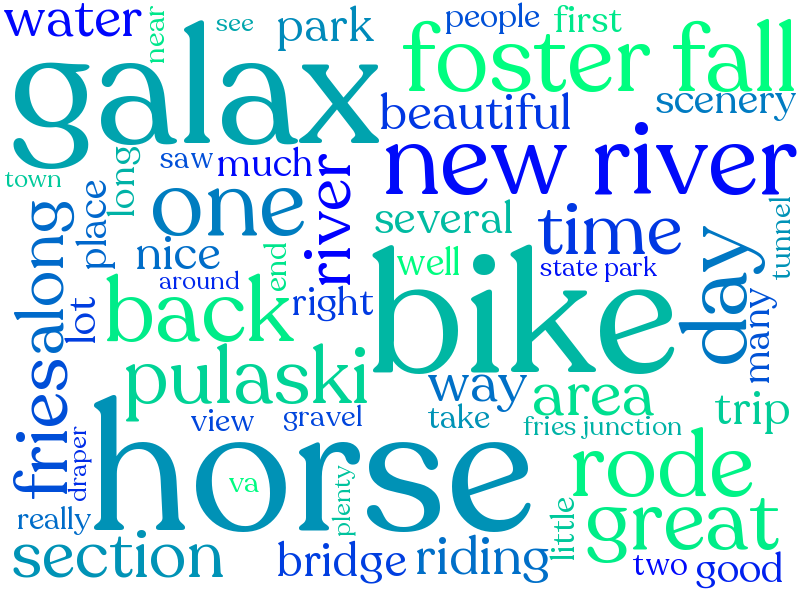 water
near
see
park
people
first
galax
foster fall
beautiful
scenery
town
long
saw
much
river
new river
place
one
several
time
tunnel
along
nice
end
well
state park
day
around
lot
back
right
bike
many
fries
pulaski
way
area
trip
view
gravel
take
fries junction
draper
horse
va
plenty
rode
really
little
great
section
bridge
riding
two
good